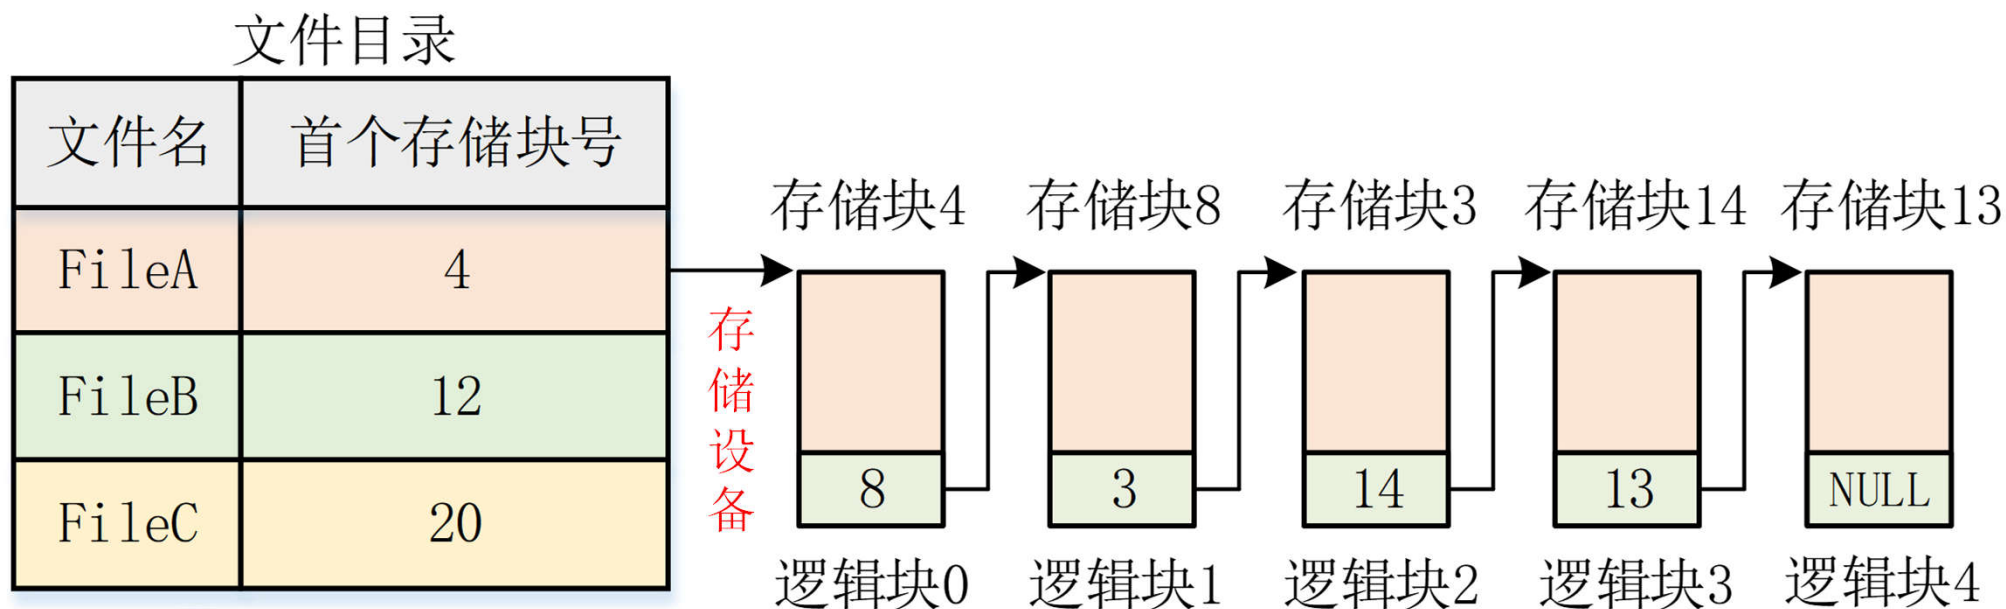 文件目录
文件名 首个存储块号
FileA 4
FileB 12
FileC 20
存储设备
存储块4 存储块8 存储块3 存储块14 存储块13
8 3 14 13 NULL
逻辑块0 逻辑块1 逻辑块2 逻辑块3 逻辑块4